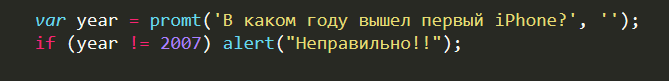 var year = promt('В каком году вышел первый iPhone?', '');
if (year != 2007) alert("Неправильно!!");